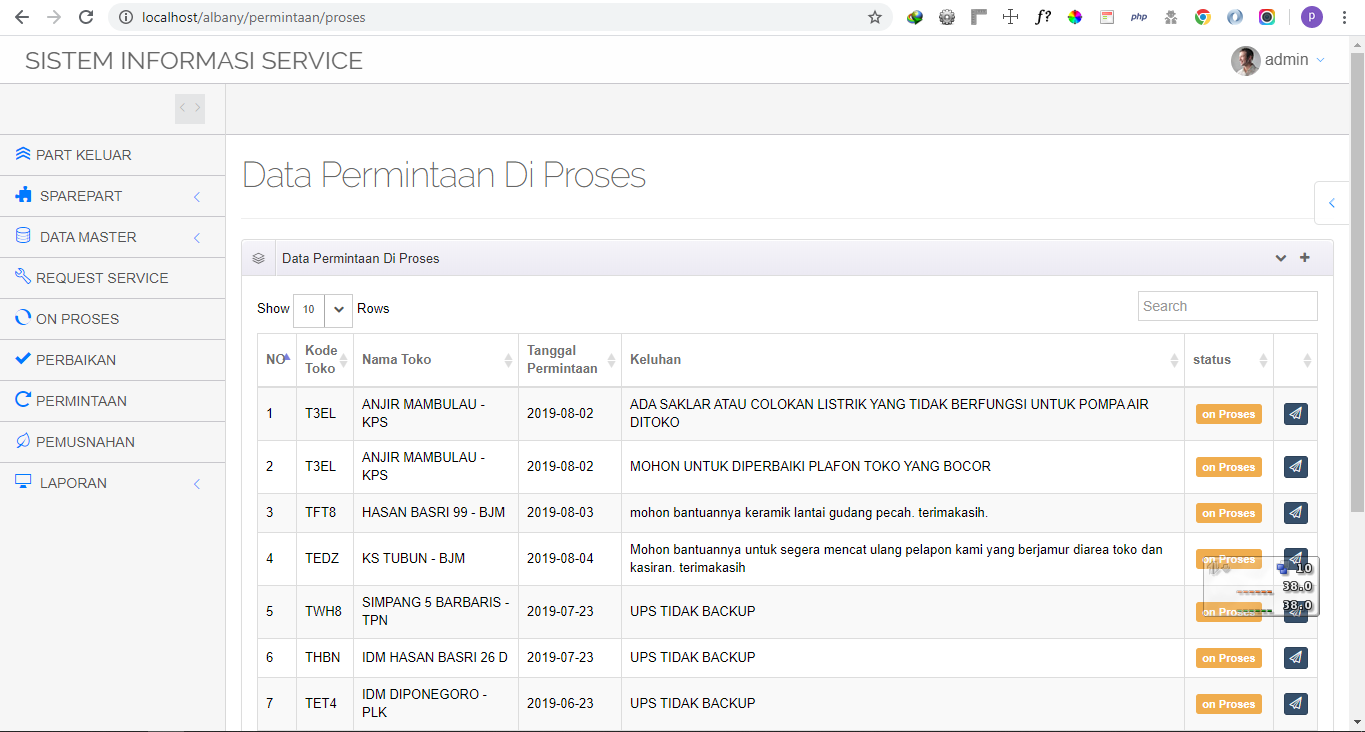 localhost/albany/permintaan/proses
f?
php
p
SISTEM INFORMASI SERVICE
admin
PART KELUAR
SPAREPART
DATA MASTER
REQUEST SERVICE
ON PROSES
PERBAIKAN
PERMINTAAN
PEMUSNAHAN
LAPORAN
Data Permintaan Di Proses
Data Permintaan Di Proses
Show 10 Rows
Search
NO Kode Toko Nama Toko Tanggal Permintaan Keluhan status
1 T3EL ANJIR MAMBULAU - KPS 2019-08-02 ADA SAKLAR ATAU COLOKAN LISTRIK YANG TIDAK BERFUNGSI UNTUK POMPA AIR DITOKO on Proses
2 T3EL ANJIR MAMBULAU - KPS 2019-08-02 MOHON UNTUK DIPERBAIKI PLAFON TOKO YANG BOCOR on Proses
3 TFT8 HASAN BASRI 99 - BJM 2019-08-03 mohon bantuannya keramik lantai gudang pecah. terimakasih. on Proses
4 TEDZ KS TUBUN - BJM 2019-08-04 Mohon bantuannya untuk segera mencat ulang pelapon kami yang berjamur diarea toko dan kasiran. terimakasih on Proses
10
38.0
38.0
5 TWH8 SIMPANG 5 BARBARIS - TPN 2019-07-23 UPS TIDAK BACKUP on Proses
6 THBN IDM HASAN BASRI 26 D 2019-07-23 UPS TIDAK BACKUP on Proses
7 TET4 IDM DIPONEGORO - PLK 2019-06-23 UPS TIDAK BACKUP on Proses